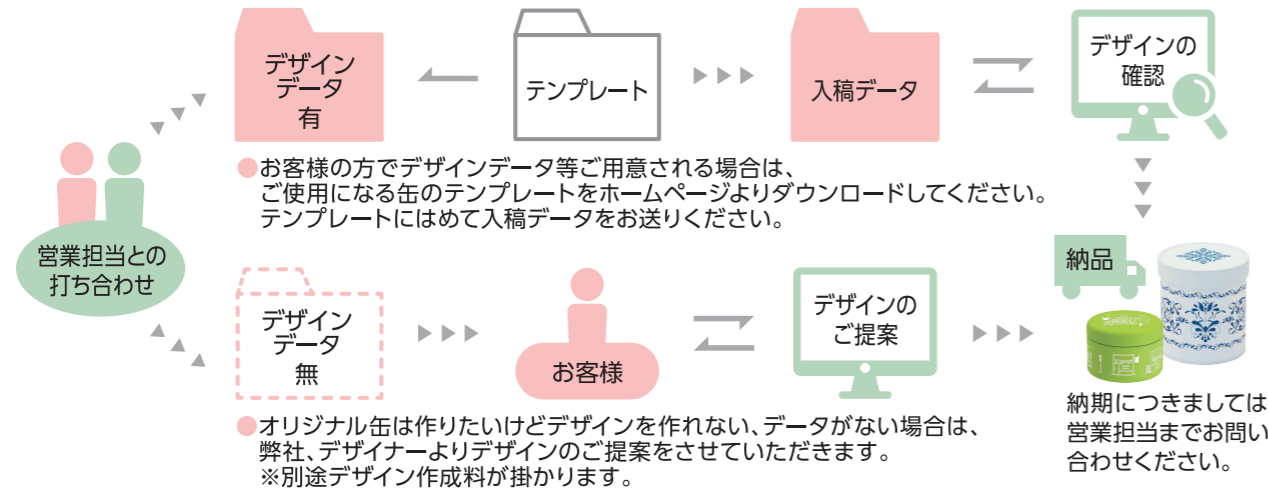 営業担当との
打ち合わせ
デザイン
データ
有
テンプレート
入稿データ
デザインの
確認
●お客様の方でデザインデータ等ご用意される場合は、
ご使用になる缶のテンプレートをホームページよりダウンロードしてください。
テンプレートにはめて入稿データをお送りください。
デザイン
データ
無
お客様
デザインの
ご提案
●オリジナル缶は作りたいけどデザインを作れない、データがない場合は、
弊社、デザイナーよりデザインのご提案をさせていただきます。
※別途デザイン作成料が掛かります。
納品
納期につきましては
営業担当までお問い
合わせください。